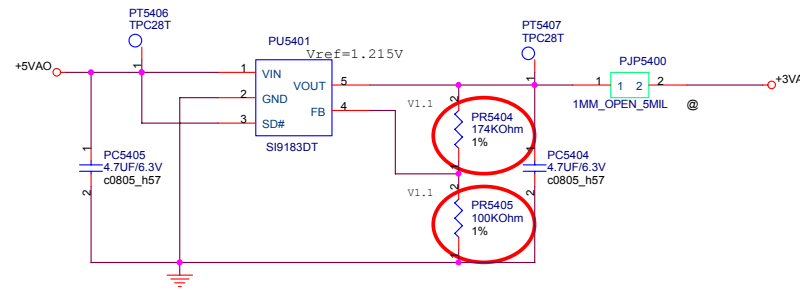 PT5406
TPC28T
PT5407
TPC28T
PU5401
Vref=1.215V
+5VAO
1
1
VIN
VOUT
5
1
PJP5400
1
1 2
2
+3VA
2
GND
FB
4
3
SD#
SI9183DT
V1.1
2
PR5404
174KOhm
1%
1
1MM_OPEN_5MIL
@
1
PC5405
4.7UF/6.3V
c0805_h57
2
V1.1
2
PR5405
100KOhm
1%
1
1
PC5404
4.7UF/6.3V
c0805_h57
2